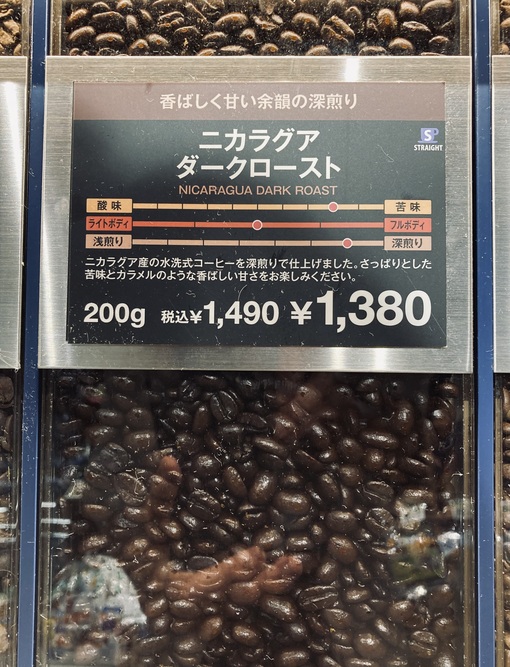 香ばしく甘い余韻の深煎り
ニカラグア
ダークロースト
S
STRAIGHT
NICARAGUA DARK ROAST
酸味 苦味
ライトボディ フルボディ
浅煎り 深煎り
ニカラグア産の水洗式コーヒーを深煎りで仕上げました。さっぱりとした
苦味とカラメルのような香ばしい甘さをお楽しみください。
200g 税込¥1,490 ¥1,380